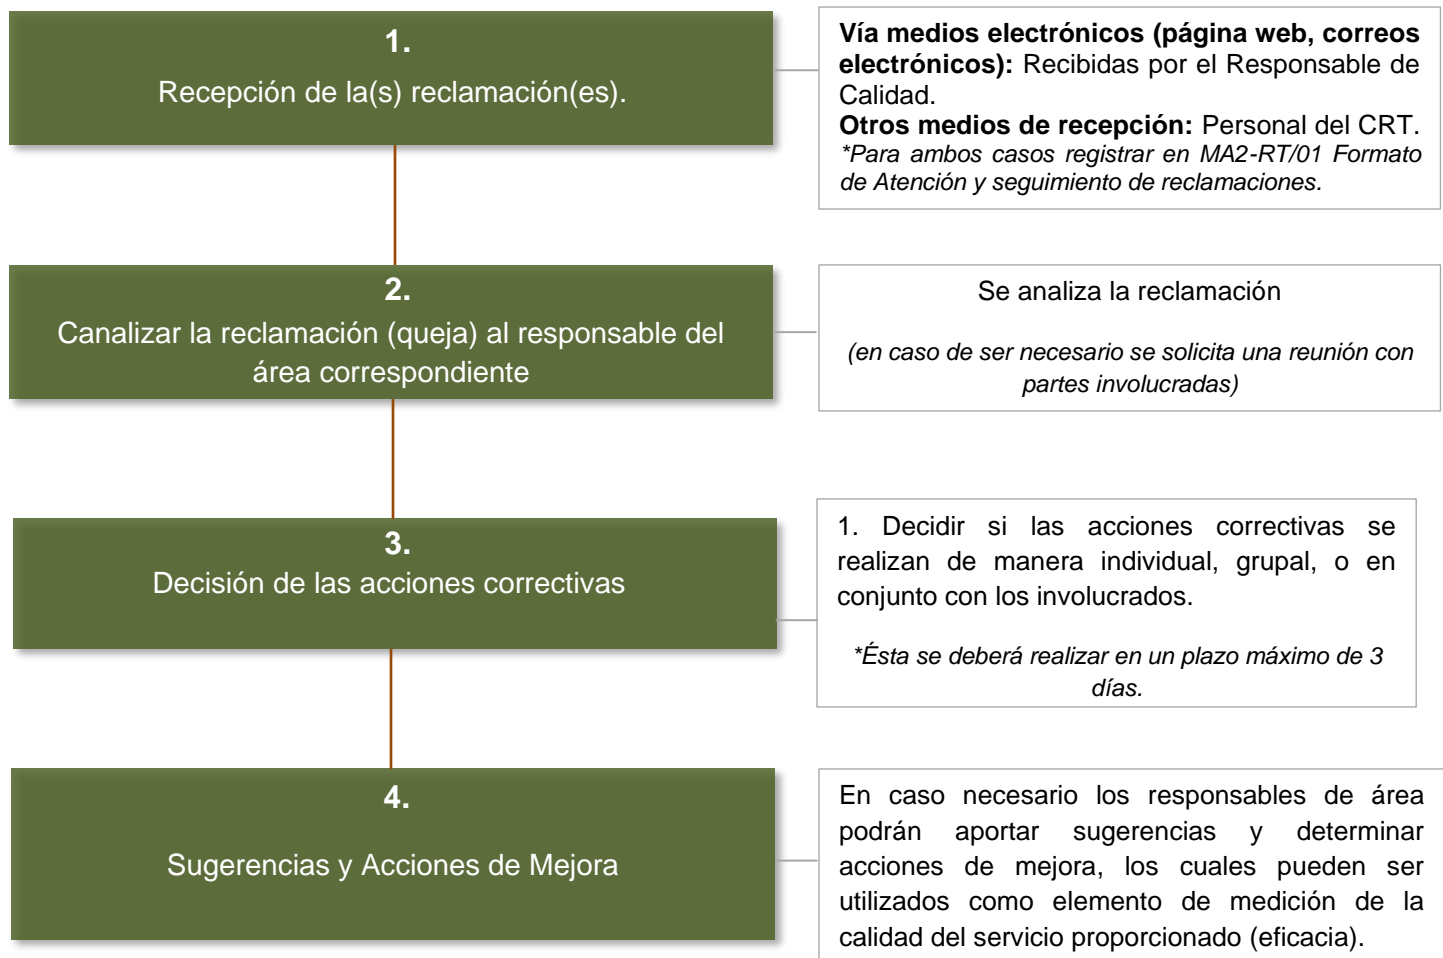 1.
Recepción de la(s) reclamación(es).
Vía medios electrónicos (página web, correos
electrónicos): Recibidas por el Responsable de
Calidad.
Otros medios de recepción: Personal del CRT.
*Para ambos casos registrar en MA2-RT/01 Formato
de Atención y seguimiento de reclamaciones.
2.
Canalizar la reclamación (queja) al responsable del
área correspondiente
Se analiza la reclamación
(en caso de ser necesario se solicita una reunión con
partes involucradas)
3.
Decisión de las acciones correctivas
1. Decidir si las acciones correctivas se
realizan de manera individual, grupal, o en
conjunto con los involucrados.
*Ésta se deberá realizar en un plazo máximo de 3
días.
4.
Sugerencias y Acciones de Mejora
En caso necesario los responsables de área
podrán aportar sugerencias y determinar
acciones de mejora, los cuales pueden ser
utilizados como elemento de medición de la
calidad del servicio proporcionado (eficacia).